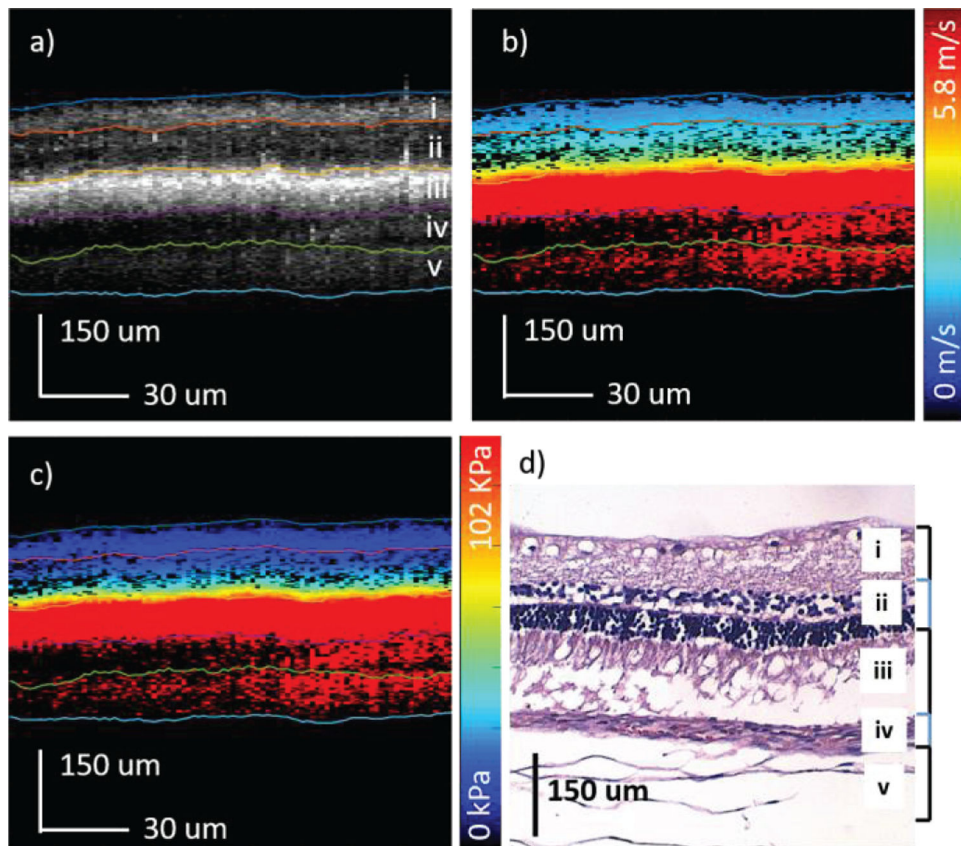 a)
i
ii
iii
iv
v
150 um
30 um
b)
150 um
30 um
5.8 m/s
0 m/s
c)
150 um
30 um
102 KPa
0 kPa
d)
i
ii
iii
iv
v
150 um